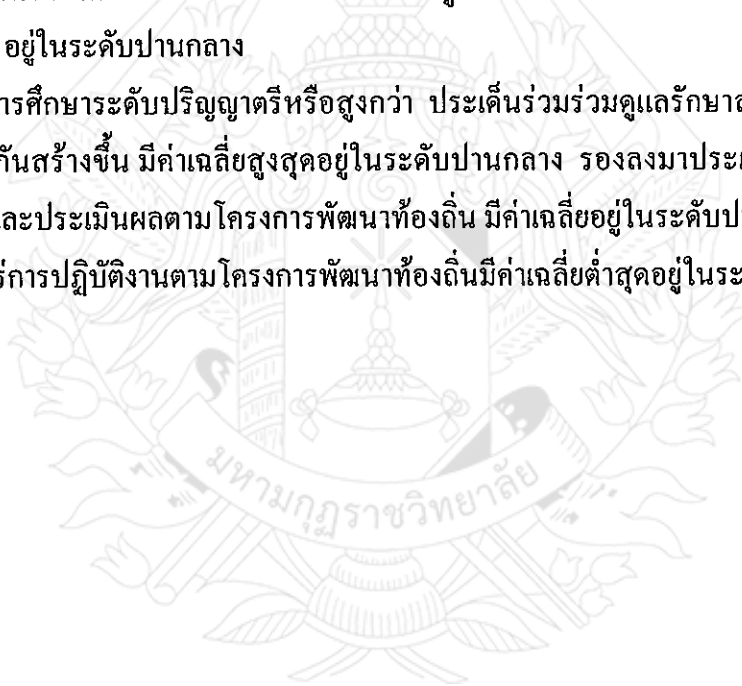 อยู่ในระดับปานกลาง
การศึกษาระดับปริญญาตรีหรือสูงกว่า ประเด็นร่วมร่วมดูแลรักษา
กันสร้างขึ้น มีค่าเฉลี่ยสูงสุดอยู่ในระดับปานกลาง รองลงมาประ
และประเมินผลตามโครงการพัฒนาท้องถิ่น มีค่าเฉลี่ยอยู่ในระดับ
การปฏิบัติงานตามโครงการพัฒนาท้องถิ่นมีค่าเฉลี่ยต่ำสุดอยู่ในระ
มหามกุฏราชวิทยาลัย